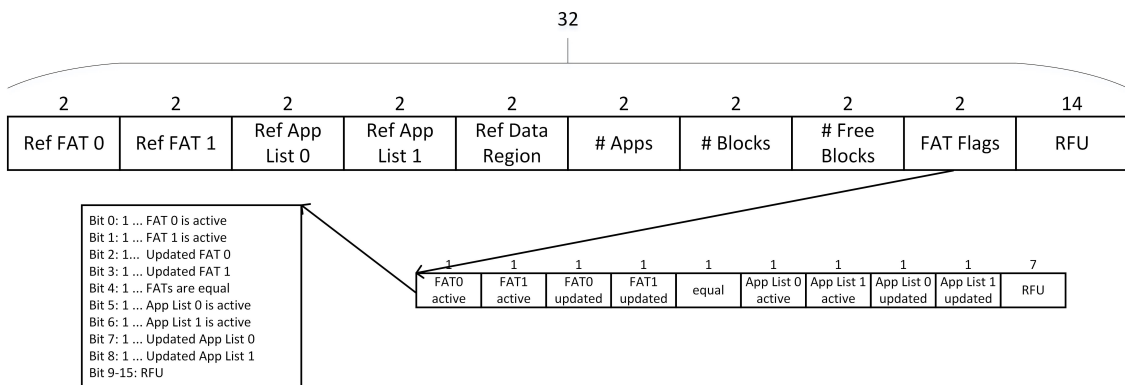 32
2 2 2 2 2 2 2 2 2 14
Ref FAT 0 Ref FAT 1 Ref App List 0 Ref App List 1 Ref Data Region # Apps # Blocks # Free Blocks FAT Flags RFU
Bit 0: 1 ... FAT 0 is active
Bit 1: 1 ... FAT 1 is active
Bit 2: 1... Updated FAT 0
Bit 3: 1 ... Updated FAT 1
Bit 4: 1 ... FATs are equal
Bit 5: 1 ... App List 0 is active
Bit 6: 1 ... App List 1 is active
Bit 7: 1 ... Updated App List 0
Bit 8: 1 ... Updated App List 1
Bit 9-15: RFU
1 1 1 1 1 1 1 1 1 7
FAT0 active FAT1 active FAT0 updated FAT1 updated equal App List 0 active App List 1 active App List 0 updated App List 1 updated RFU